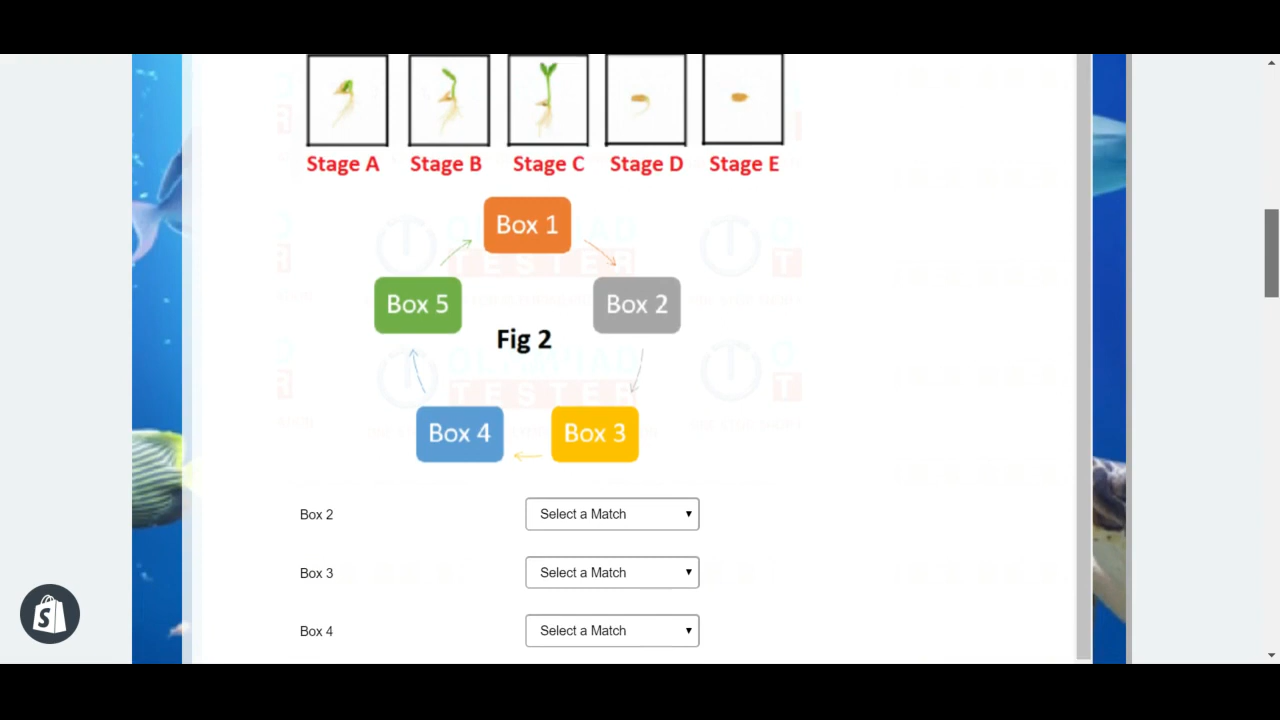 Stage A Stage B Stage C Stage D Stage E
Box 1
Box 5 Box 2
Fig 2
Box 4 Box 3
Box 2 Select a Match
Box 3 Select a Match
Box 4 Select a Match